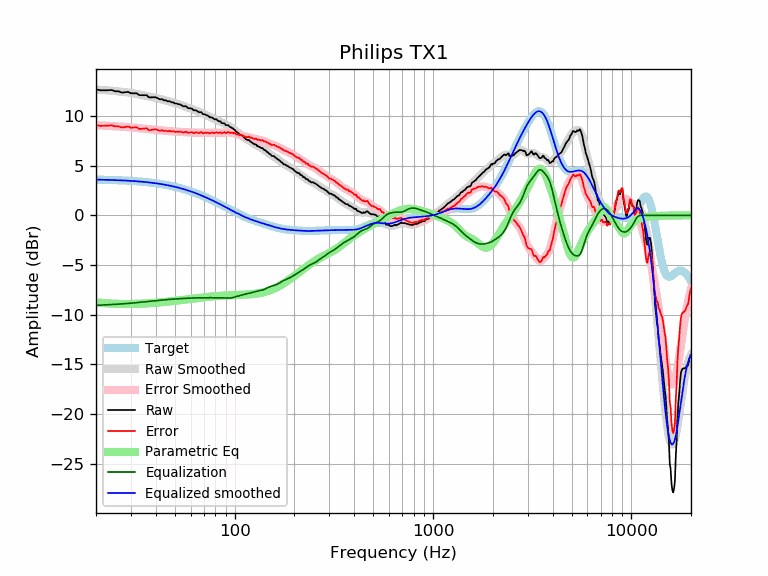 Philips TX1
Amplitude (dBr)
10
5
0
−5
−10
−15
−20
−25
Target
Raw Smoothed
Error Smoothed
Raw
Error
Parametric Eq
Equalization
Equalized smoothed
100
1000
10000
Frequency (Hz)